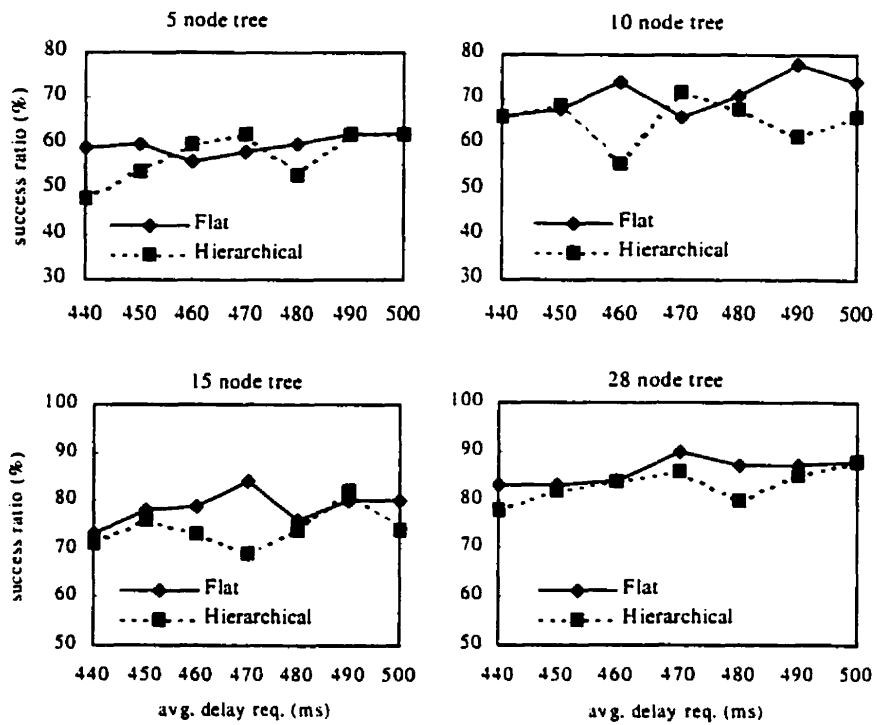 5 node tree
success ratio (%)
80
70
60
50
40
30
Flat
Hierarchical
440 450 460 470 480 490 500
10 node tree
80
70
60
50
40
30
Flat
Hierarchical
440 450 460 470 480 490 500
15 node tree
success ratio (%)
100
90
80
70
60
50
Flat
Hierarchical
440 450 460 470 480 490 500
avg. delay req. (ms)
28 node tree
100
90
80
70
60
50
Flat
Hierarchical
440 450 460 470 480 490 500
avg. delay req. (ms)